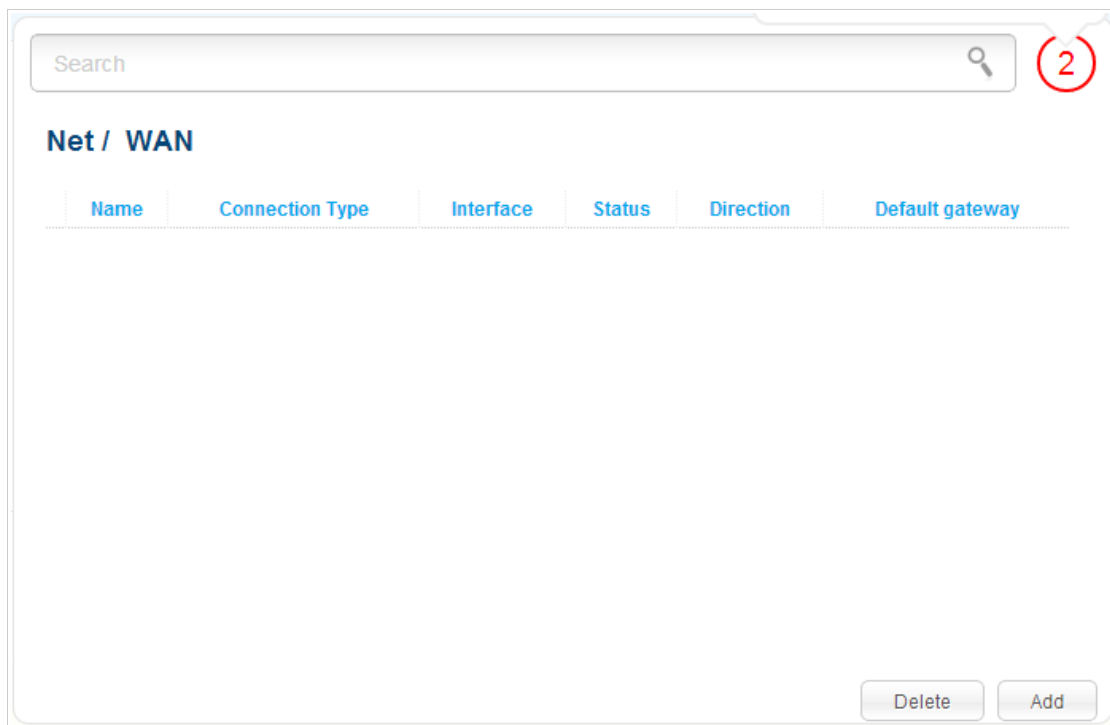 Search
2
Net / WAN
Name Connection Type Interface Status Direction Default gateway
Delete Add